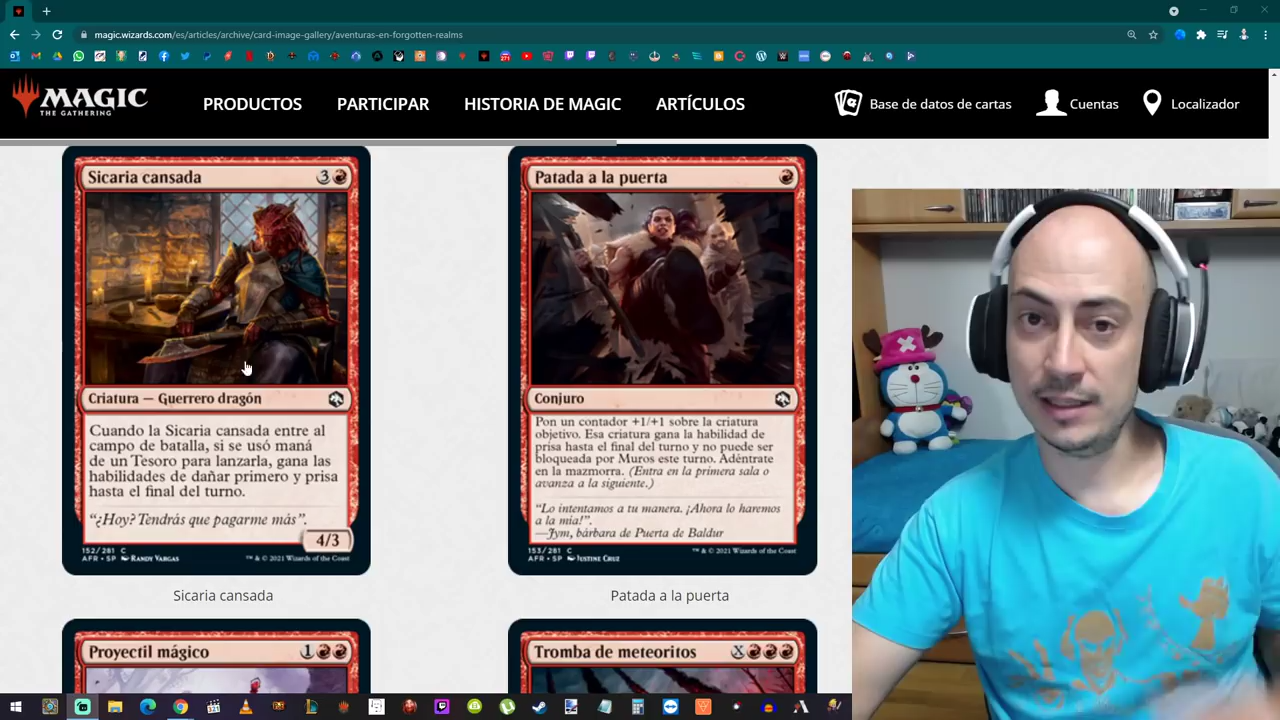 magic.wizards.com/es/articles/archive/card-image-gallery/aventuras-en-forgotten-realms
MAGIC
THE GATHERING
PRODUCTOS
PARTICIPAR
HISTORIA DE MAGIC
ARTÍCULOS
Base de datos de cartas
Cuentas
Localizador
Sicaria cansada
3
Criatura — Guerrero dragón
Cuando la Sicaria cansada entre al
campo de batalla, si se usó maná
de un Tesoro para lanzarla, gana las
habilidades de dañar primero y prisa
hasta el final del turno.
“¿Hoy? Tendrás que pagarme más”.
4/3
152/281 C
AFR • SP RANDY VARGAS
™ & © 2021 Wizards of the Coast
Sicaria cansada
Patada a la puerta
Conjuro
Pon un contador +1/+1 sobre la criatura
objetivo. Esa criatura gana la habilidad de
prisa hasta el final del turno y no puede ser
bloqueada por Muros este turno. Adéntrate
en la mazmorra. (Entra en la primera sala o
avanza a la siguiente.)
“Lo intentamos a tu manera. ¡Ahora lo haremos
a la mía!”.
—Jym, bárbara de Puerta de Baldur
153/281 C
AFR • SP JUSTINE CRUZ
™ & © 2021 Wizards of the Coast
Patada a la puerta
Proyectil mágico
1
Tromba de meteoritos
X